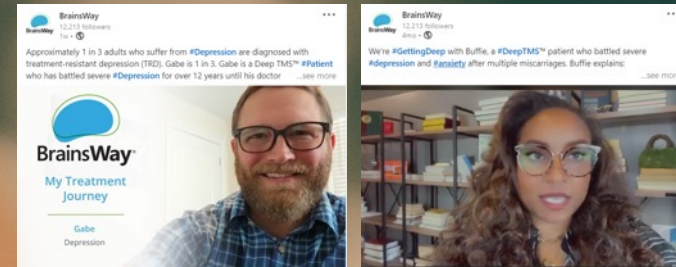 BrainsWay
12,213 followers
1w •
Approximately 1 in 3 adults who suffer from #Depression are diagnosed with
treatment-resistant depression (TRD). Gabe is 1 in 3. Gabe is a Deep TMS™ #Patient
who has battled severe #Depression for over 12 years until his doctor ...see more
BrainsWay
My Treatment
Journey
Gabe
Depression
BrainsWay
BrainsWay
12,213 followers
4mo •
We're #GettingDeep with Buffie, a #DeepTMS™ patient who battled severe
#depression and #anxiety after multiple miscarriages. Buffie explains:
...see more
BrainsWay